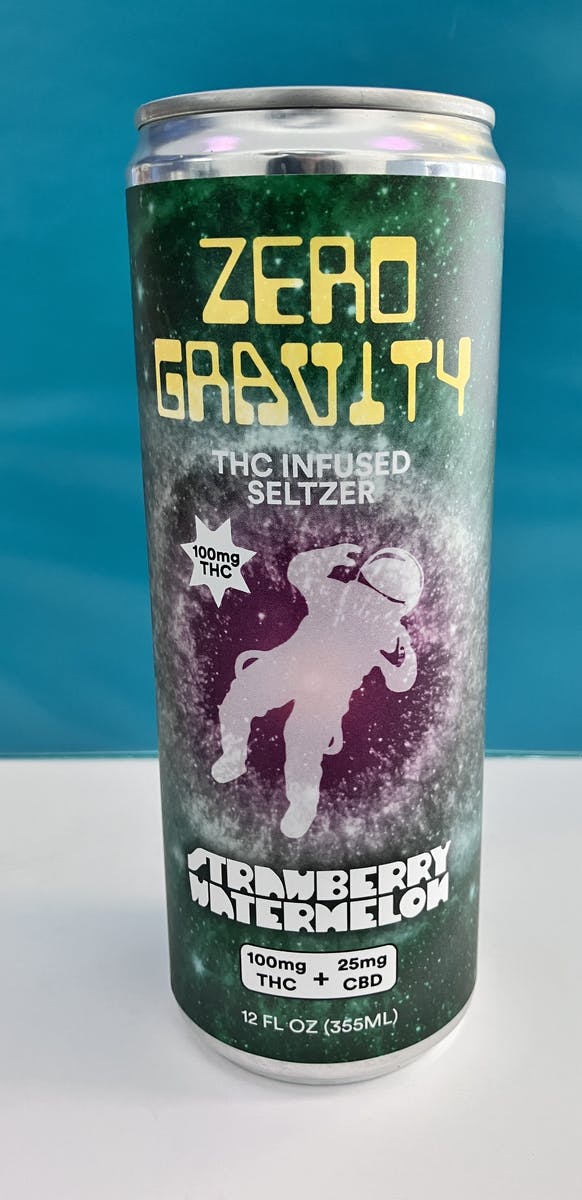 ZERO
GRAVITY
THC INFUSED
SELTZER
100mg
THC
STRAWBERRY
WATERMELON
100mg THC + 25mg CBD
12 FL OZ (355ML)